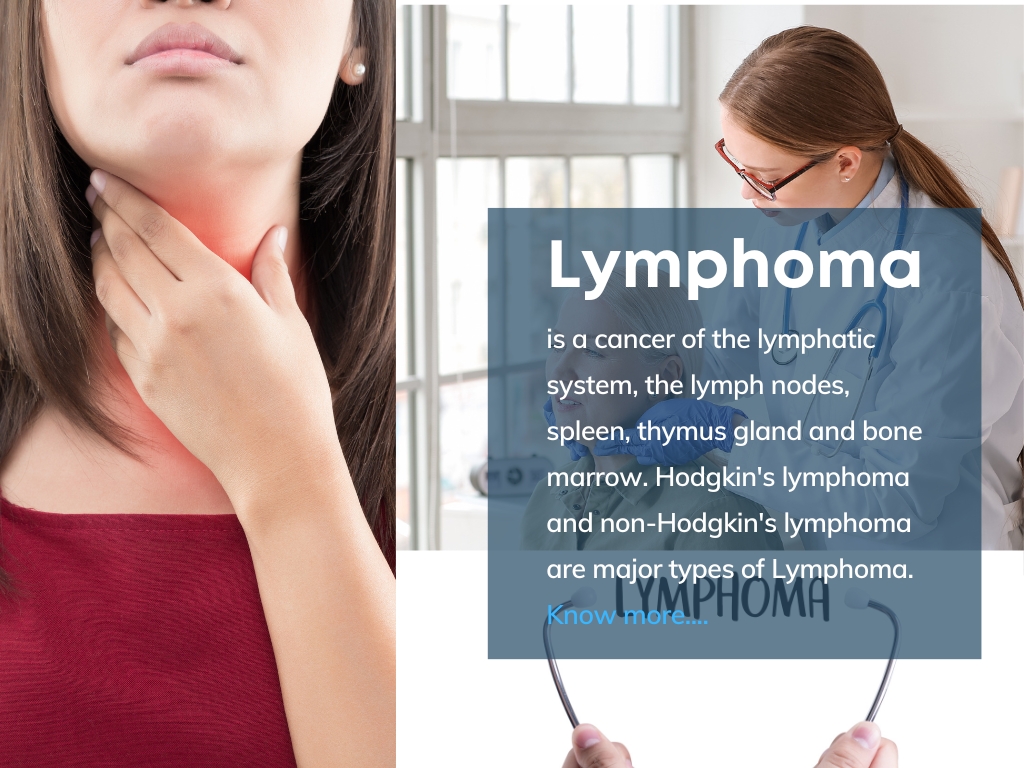 Lymphoma
is a cancer of the lymphatic
system, the lymph nodes,
spleen, thymus gland and bone
marrow. Hodgkin's lymphoma
and non-Hodgkin's lymphoma
are major types of Lymphoma.
LYMPHOMA
Know more....